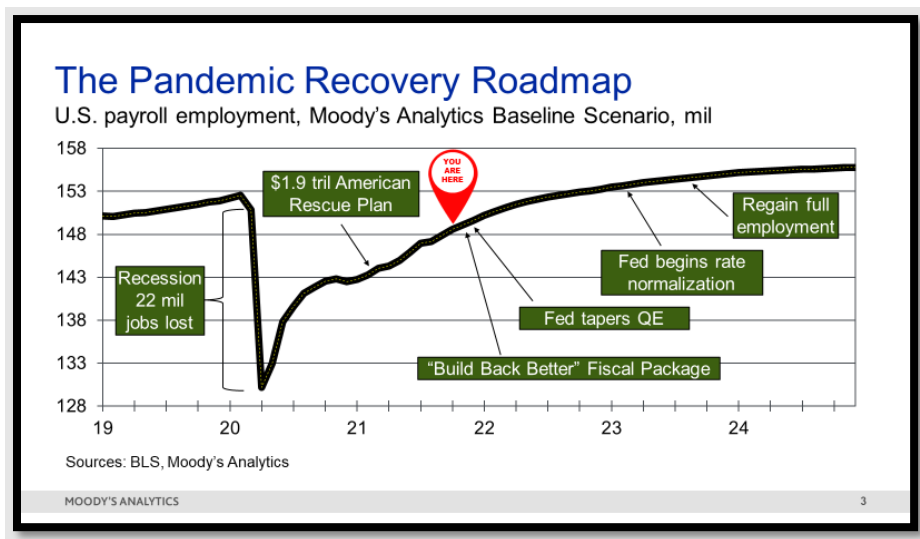 The Pandemic Recovery Roadmap
U.S. payroll employment, Moody's Analytics Baseline Scenario, mil
158
153
148
143
138
133
128
$1.9 tril American
Rescue Plan
YOU
ARE
HERE
Regain full
employment
Recession
22 mil
jobs lost
Fed begins rate
normalization
Fed tapers QE
“Build Back Better” Fiscal Package
19 20 21 22 23 24
Sources: BLS, Moody's Analytics
MOODY'S ANALYTICS 3